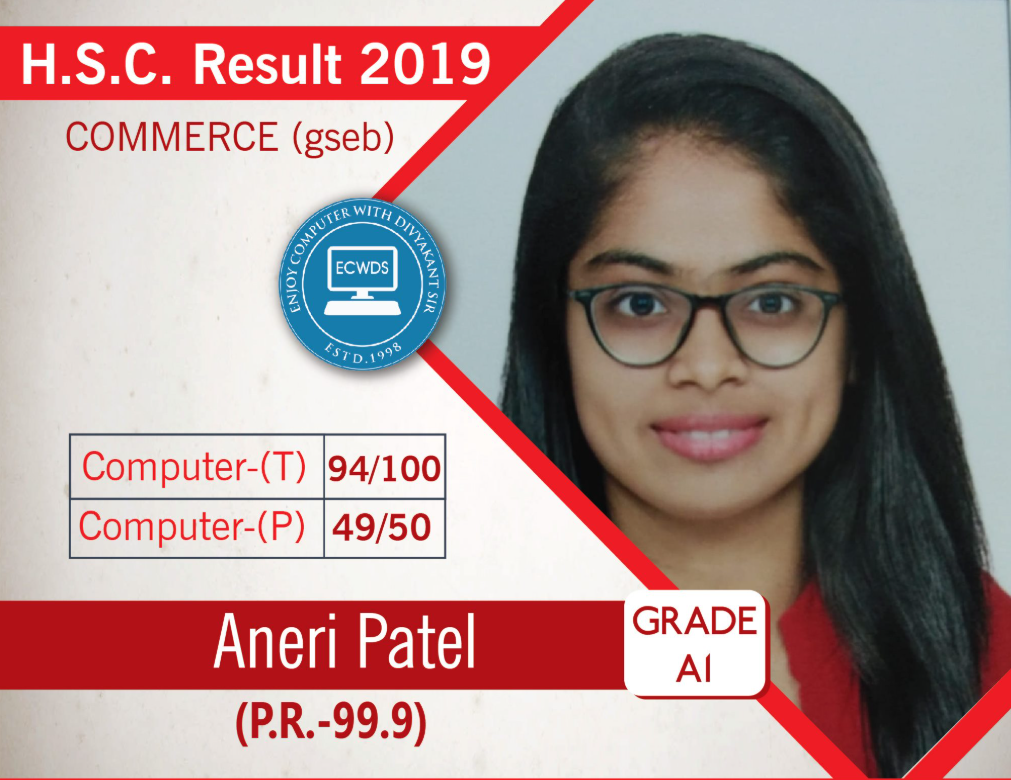 H.S.C. Result 2019
COMMERCE (gseb)
ENJOY COMPUTER WITH DIVYAKANT SIR
ECWDS
ESTD.1998
Computer-(T) 94/100
Computer-(P) 49/50
Aneri Patel
GRADE
A1
(P.R.-99.9)